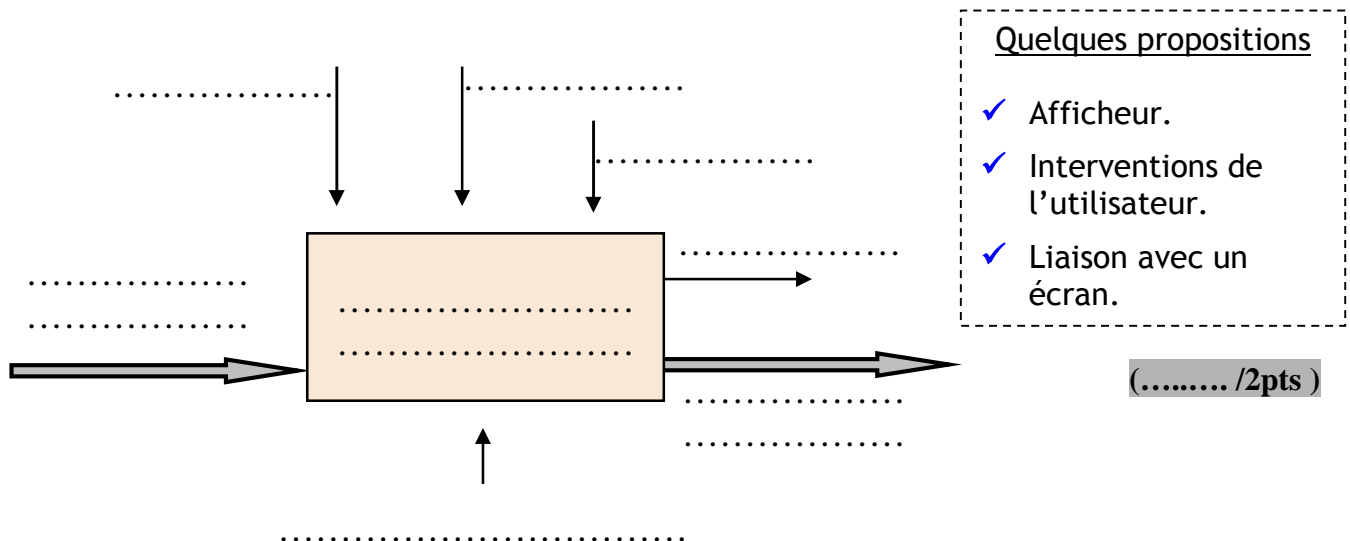 Quelques propositions
✓ Afficheur.
✓ Interventions de
l’utilisateur.
✓ Liaison avec un
écran.
....................
....................
....................
....................
....................
....................
...........................
...........................
(…..…. /2pts )
....................
....................
.....................................